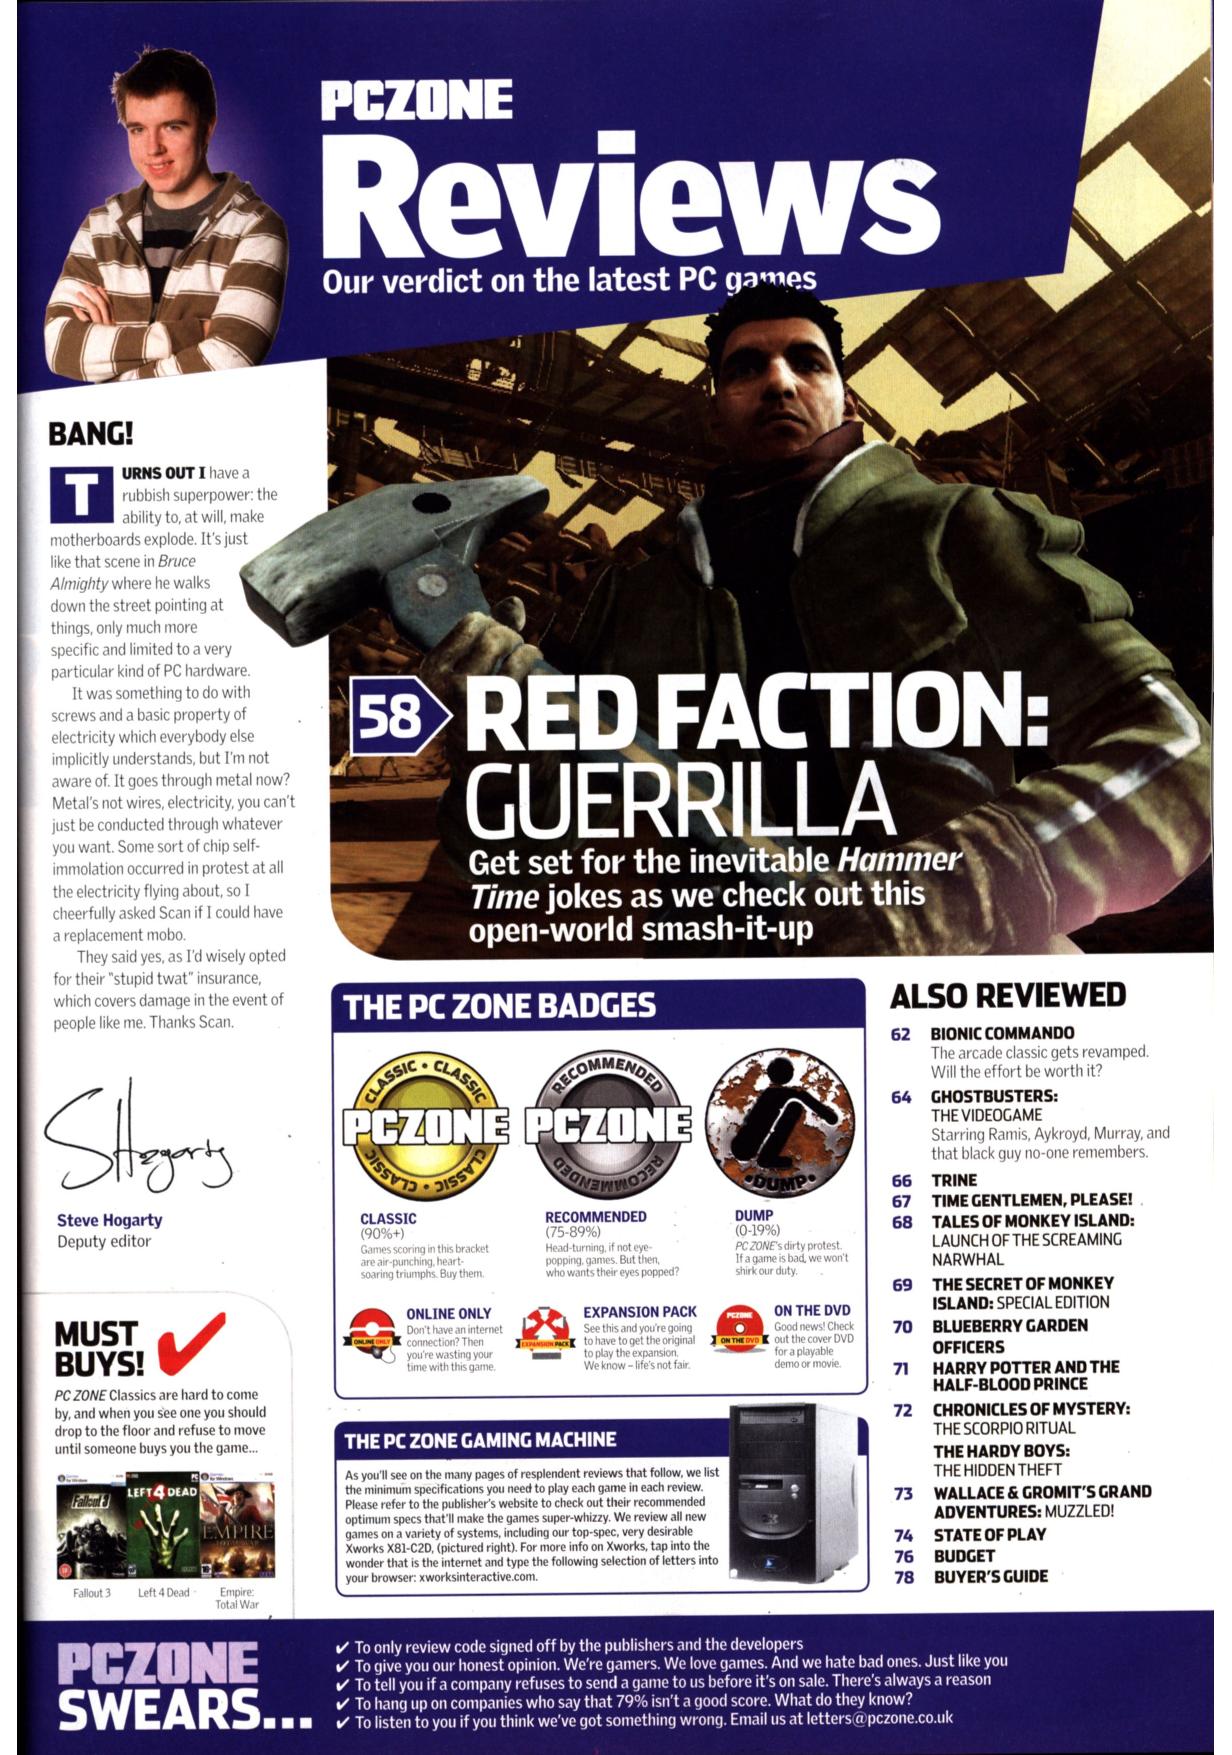 PCZONE
Reviews
Our verdict on the latest PC games
BANG!
TURNS OUT I have a
rubbish superpower: the
ability to, at will, make
motherboards explode. It's just
like that scene in Bruce
Almighty where he walks
down the street pointing at
things, only much more
specific and limited to a very
particular kind of PC hardware.
It was something to do with
screws and a basic property of
electricity which everybody else
implicitly understands, but I'm not
aware of. It goes through metal now?
Metal's not wires, electricity, you can't
just be conducted through whatever
you want. Some sort of chip self-
immolation occurred in protest at all
the electricity flying about, so I
cheerfully asked Scan if I could have
a replacement mobo.
They said yes, as I'd wisely opted
for their "stupid twat" insurance,
which covers damage in the event of
people like me. Thanks Scan.
SHogarty
Steve Hogarty
Deputy editor
58
RED FACTION:
GUERRILLA
Get set for the inevitable Hammer
Time jokes as we check out this
open-world smash-it-up
THE PC ZONE BADGES
CLASSIC • CLASSIC
PCZONE
CLASSIC • CLASSIC
RECOMMENDED
PCZONE
RECOMMENDED
•DUMP•
CLASSIC
(90%+)
Games scoring in this bracket
are air-punching, heart-
soaring triumphs. Buy them.
RECOMMENDED
(75-89%)
Head-turning, if not eye-
popping, games. But then,
who wants their eyes popped?
DUMP
(0-19%)
PC ZONE's dirty protest.
If a game is bad, we won't
shirk our duty.
ONLINE ONLY
ONLINE ONLY
Don't have an internet
connection? Then
you're wasting your
time with this game.
EXPANSION PACK
EXPANSION PACK
See this and you're going
to have to get the original
to play the expansion.
We know – life's not fair.
PCZONE
ON THE DVD
ON THE DVD
Good news! Check
out the cover DVD
for a playable
demo or movie.
THE PC ZONE GAMING MACHINE
As you'll see on the many pages of resplendent reviews that follow, we list
the minimum specifications you need to play each game in each review.
Please refer to the publisher's website to check out their recommended
optimum specs that'll make the games super-whizzy. We review all new
games on a variety of systems, including our top-spec, very desirable
Xworks X81-C2D, (pictured right). For more info on Xworks, tap into the
wonder that is the internet and type the following selection of letters into
your browser: xworksinteractive.com.
ALSO REVIEWED
62 BIONIC COMMANDO
The arcade classic gets revamped.
Will the effort be worth it?
64 GHOSTBUSTERS:
THE VIDEOGAME
Starring Ramis, Aykroyd, Murray, and
that black guy no-one remembers.
66 TRINE
67 TIME GENTLEMEN, PLEASE!
68 TALES OF MONKEY ISLAND:
LAUNCH OF THE SCREAMING
NARWHAL
69 THE SECRET OF MONKEY
ISLAND: SPECIAL EDITION
70 BLUEBERRY GARDEN
OFFICERS
71 HARRY POTTER AND THE
HALF-BLOOD PRINCE
72 CHRONICLES OF MYSTERY:
THE SCORPIO RITUAL
THE HARDY BOYS:
THE HIDDEN THEFT
73 WALLACE & GROMIT'S GRAND
ADVENTURES: MUZZLED!
74 STATE OF PLAY
76 BUDGET
78 BUYER'S GUIDE
MUST
BUYS!
PC ZONE Classics are hard to come
by, and when you see one you should
drop to the floor and refuse to move
until someone buys you the game...
Fallout 3
LEFT 4 DEAD
EMPIRE
Fallout 3
Left 4 Dead
Empire:
Total War
PCZONE
SWEARS...
✔ To only review code signed off by the publishers and the developers
✔ To give you our honest opinion. We're gamers. We love games. And we hate bad ones. Just like you
✔ To tell you if a company refuses to send a game to us before it's on sale. There's always a reason
✔ To hang up on companies who say that 79% isn't a good score. What do they know?
✔ To listen to you if you think we've got something wrong. Email us at letters@pczone.co.uk